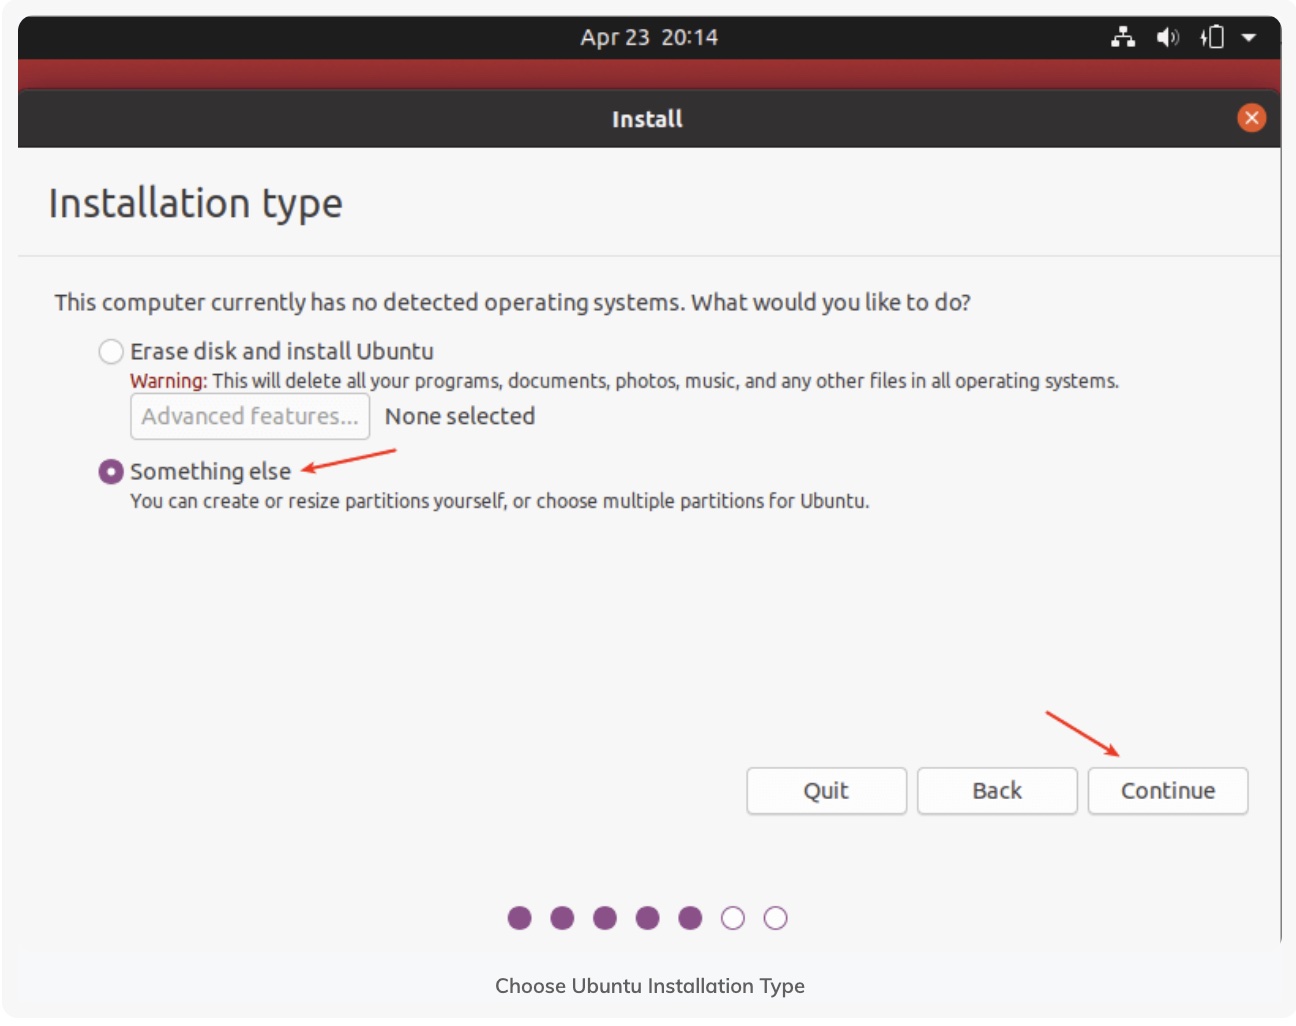 Apr 23 20:14
Install
Installation type
This computer currently has no detected operating systems. What would you like to do?
Erase disk and install Ubuntu
Warning: This will delete all your programs, documents, photos, music, and any other files in all operating systems.
Advanced features... None selected
Something else
You can create or resize partitions yourself, or choose multiple partitions for Ubuntu.
Quit Back Continue
Choose Ubuntu Installation Type